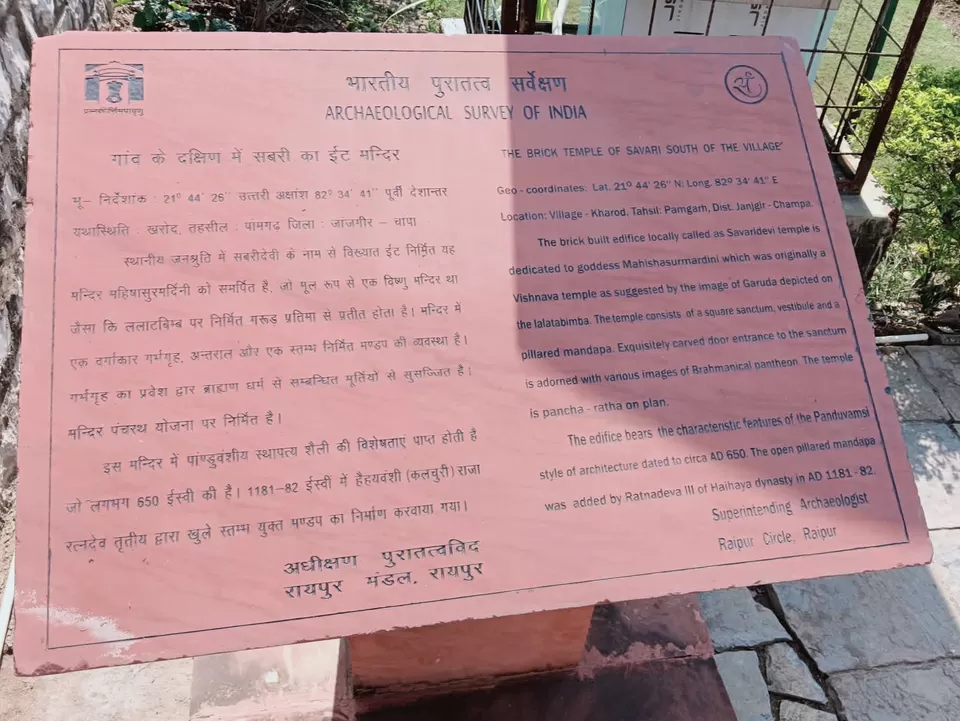 भारतीय पुरातत्व सर्वेक्षण
ARCHAEOLOGICAL SURVEY OF INDIA
गांव के दक्षिण में सबरी का ईट मन्दिर
भू– निर्देशांक : 21º 44' 26'' उत्तरी अक्षांश 82º 34' 41'' पूर्वी देशान्तर
यथास्थिति : खरोद, तहसील : पामगढ़ जिला : जाजगीर – चापा
स्थानीय जनश्रुति में सबरीदेवी के नाम से विख्यात ईट निर्मित यह
मन्दिर महिषासुरमर्दिनी को समर्पित है, जो मूल रूप से एक विष्णु मन्दिर था
जैसा कि ललाटबिम्ब पर निर्मित गरूड़ प्रतिमा से प्रतीत होता है। मन्दिर में
एक वर्गाकार गर्भगृह, अन्तराल और एक स्तम्भ निर्मित मण्डप की व्यवस्था है।
गर्भगृह का प्रवेश द्वार ब्राह्मण धर्म से सम्बन्धित मूर्तियों से सुसज्जित है।
मन्दिर पंचरथ योजना पर निर्मित है।
इस मन्दिर में पांण्डुवंशीय स्थापत्य शैली की विशेषताएं पाप्त होती हैं
जो लगभग 650 ईस्वी की है। 1181–82 ईस्वीं में हैहयवंशी (कलचुरी) राजा
रत्नदेव तृतीय द्वारा खुले स्तम्भ युक्त मण्डप का निर्माण करवाया गया।
अधीक्षण पुरातत्वविद
रायपुर मंडल, रायपुर
THE BRICK TEMPLE OF SAVARI SOUTH OF THE VILLAGE
Geo - coordinates: Lat. 21º 44' 26" N; Long. 82º 34' 41" E
Location: Village - Kharod, Tahsil: Pamgarh, Dist. Janjgir - Champa.
The brick built edifice locally called as Savaridevi temple is
dedicated to goddess Mahishasurmardini which was originally a
Vishnava temple as suggested by the image of Garuda depicted on
the lalatabimba. The temple consists of a square sanctum, vestibule and a
pillared mandapa. Exquisitely carved door entrance to the sanctum
is adorned with various images of Brahmanical pantheon. The temple
is pancha - ratha on plan.
The edifice bears the characteristic features of the Panduvamsi
style of architecture dated to circa AD 650. The open pillared mandapa
was added by Ratnadeva III of Haihaya dynasty in AD 1181 - 82.
Superintending Archaeologist
Raipur Circle, Raipur